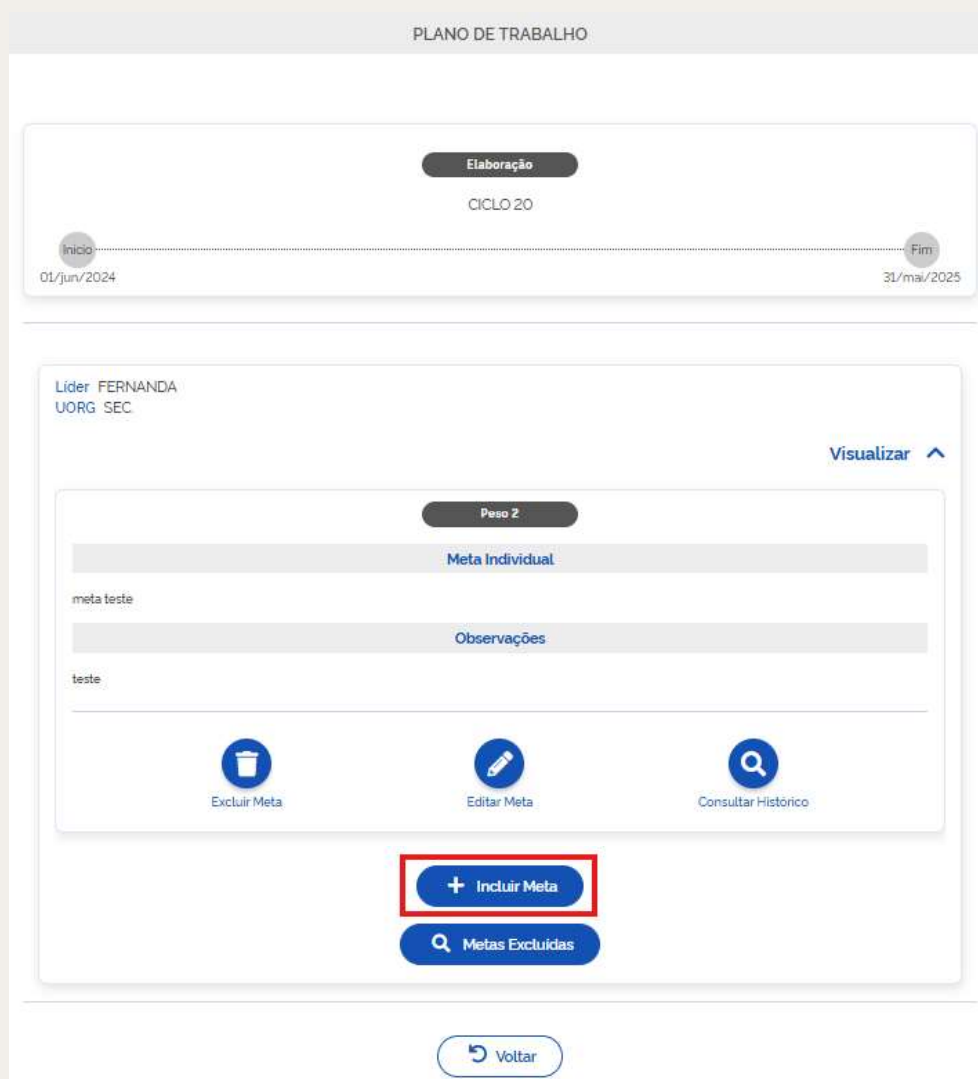 PLANO DE TRABALHO
Elaboração
CICLO 20
Início
Fim
01/jun/2024
31/mai/2025
Líder FERNANDA
UORG SEC.
Visualizar
Peso 2
Meta Individual
meta teste
Observações
teste
Excluir Meta
Editar Meta
Consultar Histórico
+ Incluir Meta
Metas Excluídas
Voltar